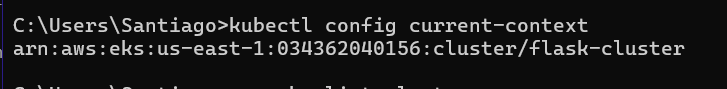 C:\Users\Santiago>kubectl config current-context
arn:aws:eks:us-east-1:034362040156:cluster/flask-cluster